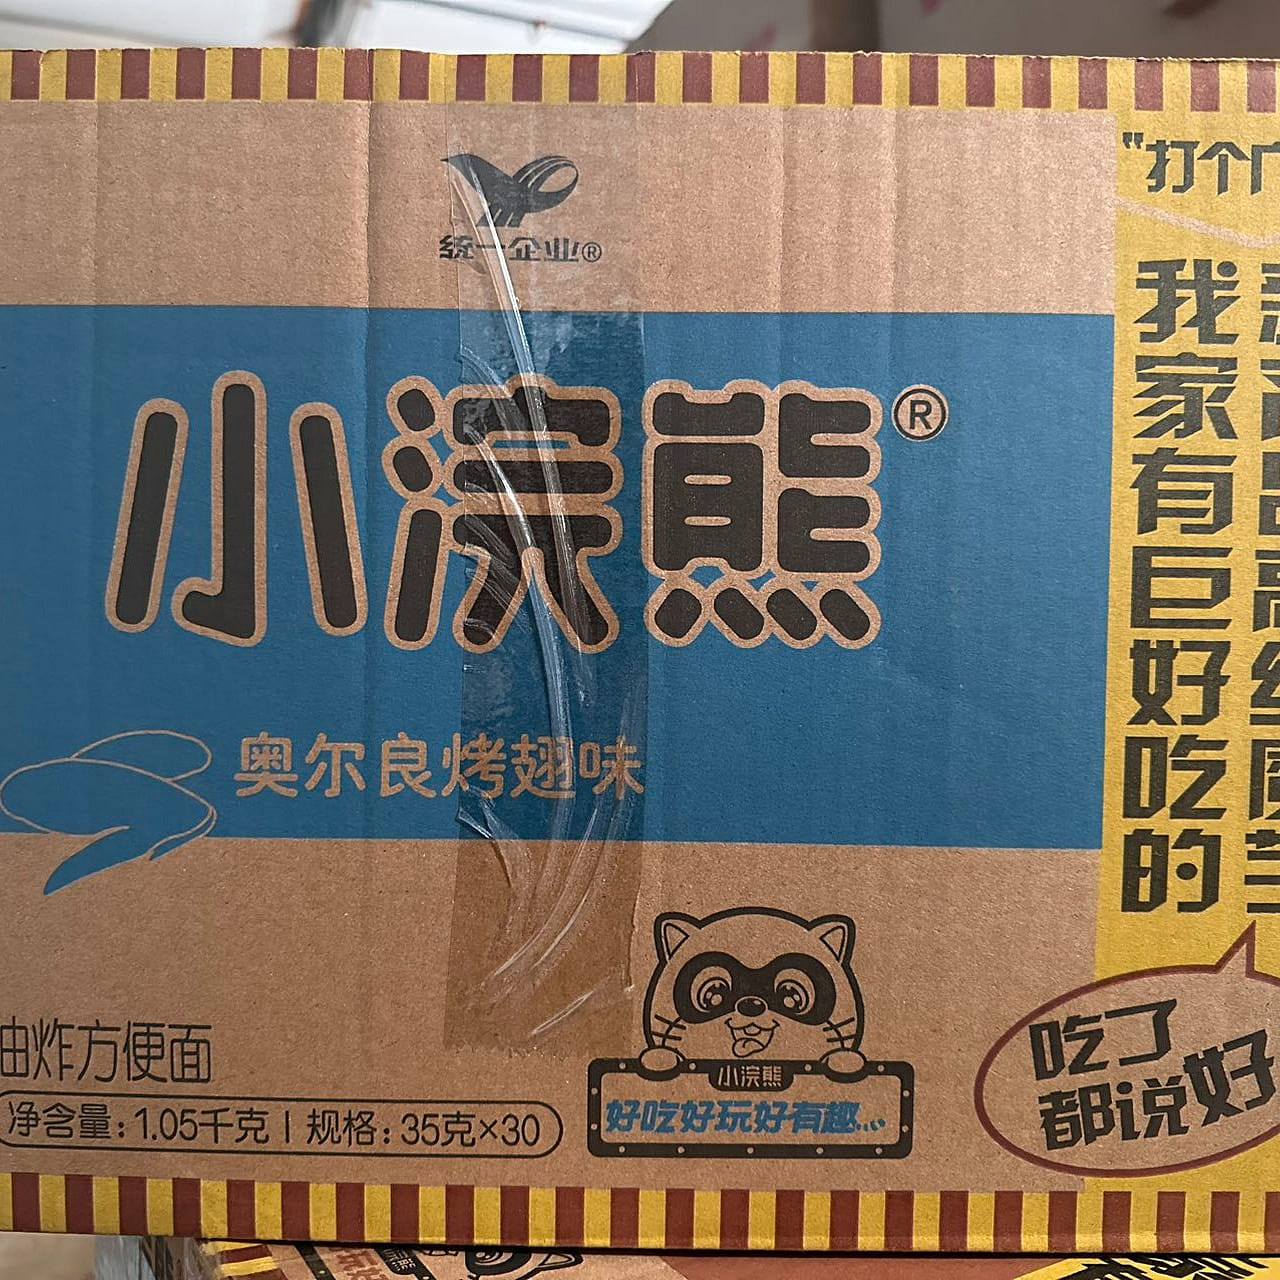 统一企业®
小浣熊®
奥尔良烤翅味
油炸方便面
净含量:1.05千克 | 规格:35克×30
小浣熊
好吃好玩好有趣...
"打个广
我家有巨好吃的
吃了
都说好